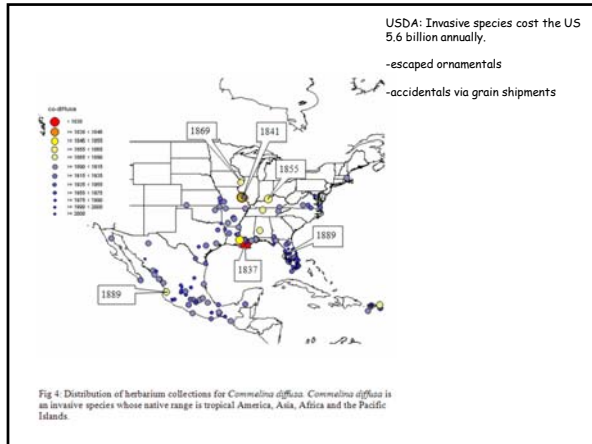 USDA: Invasive species cost the US
5.6 billion annually.
-escaped ornamentals
-accidentals via grain shipments
co-diffusa
1869
1841
1855
1889
1837
1889
Fig 4: Distribution of herbarium collections for Commelina diffusa. Commelina diffusa is
an invasive species whose native range is tropical America, Asia, Africa and the Pacific
Islands.